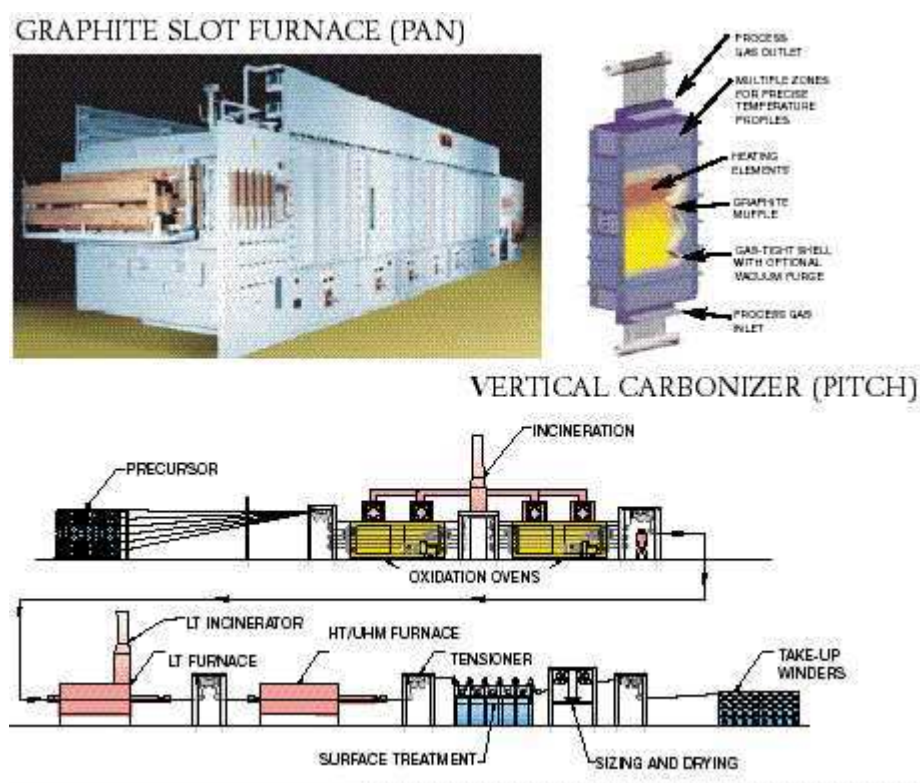 GRAPHITE SLOT FURNACE (PAN)
PROCESS
GAS OUTLET
MULTIPLE ZONES
FOR PRECISE
TEMPERATURE
PROFILES
HEATING
ELEMENTS
GRAPHITE
MUFFLE
GAS-TIGHT SHELL
WITH OPTIONAL
VACUUM PURGE
PROCESS GAS
INLET
VERTICAL CARBONIZER (PITCH)
INCINERATION
PRECURSOR
OXIDATION OVENS
LT INCINERATOR
HT/UHM FURNACE
LT FURNACE
TENSIONER
TAKE-UP
WINDERS
SURFACE TREATMENT
SIZING AND DRYING